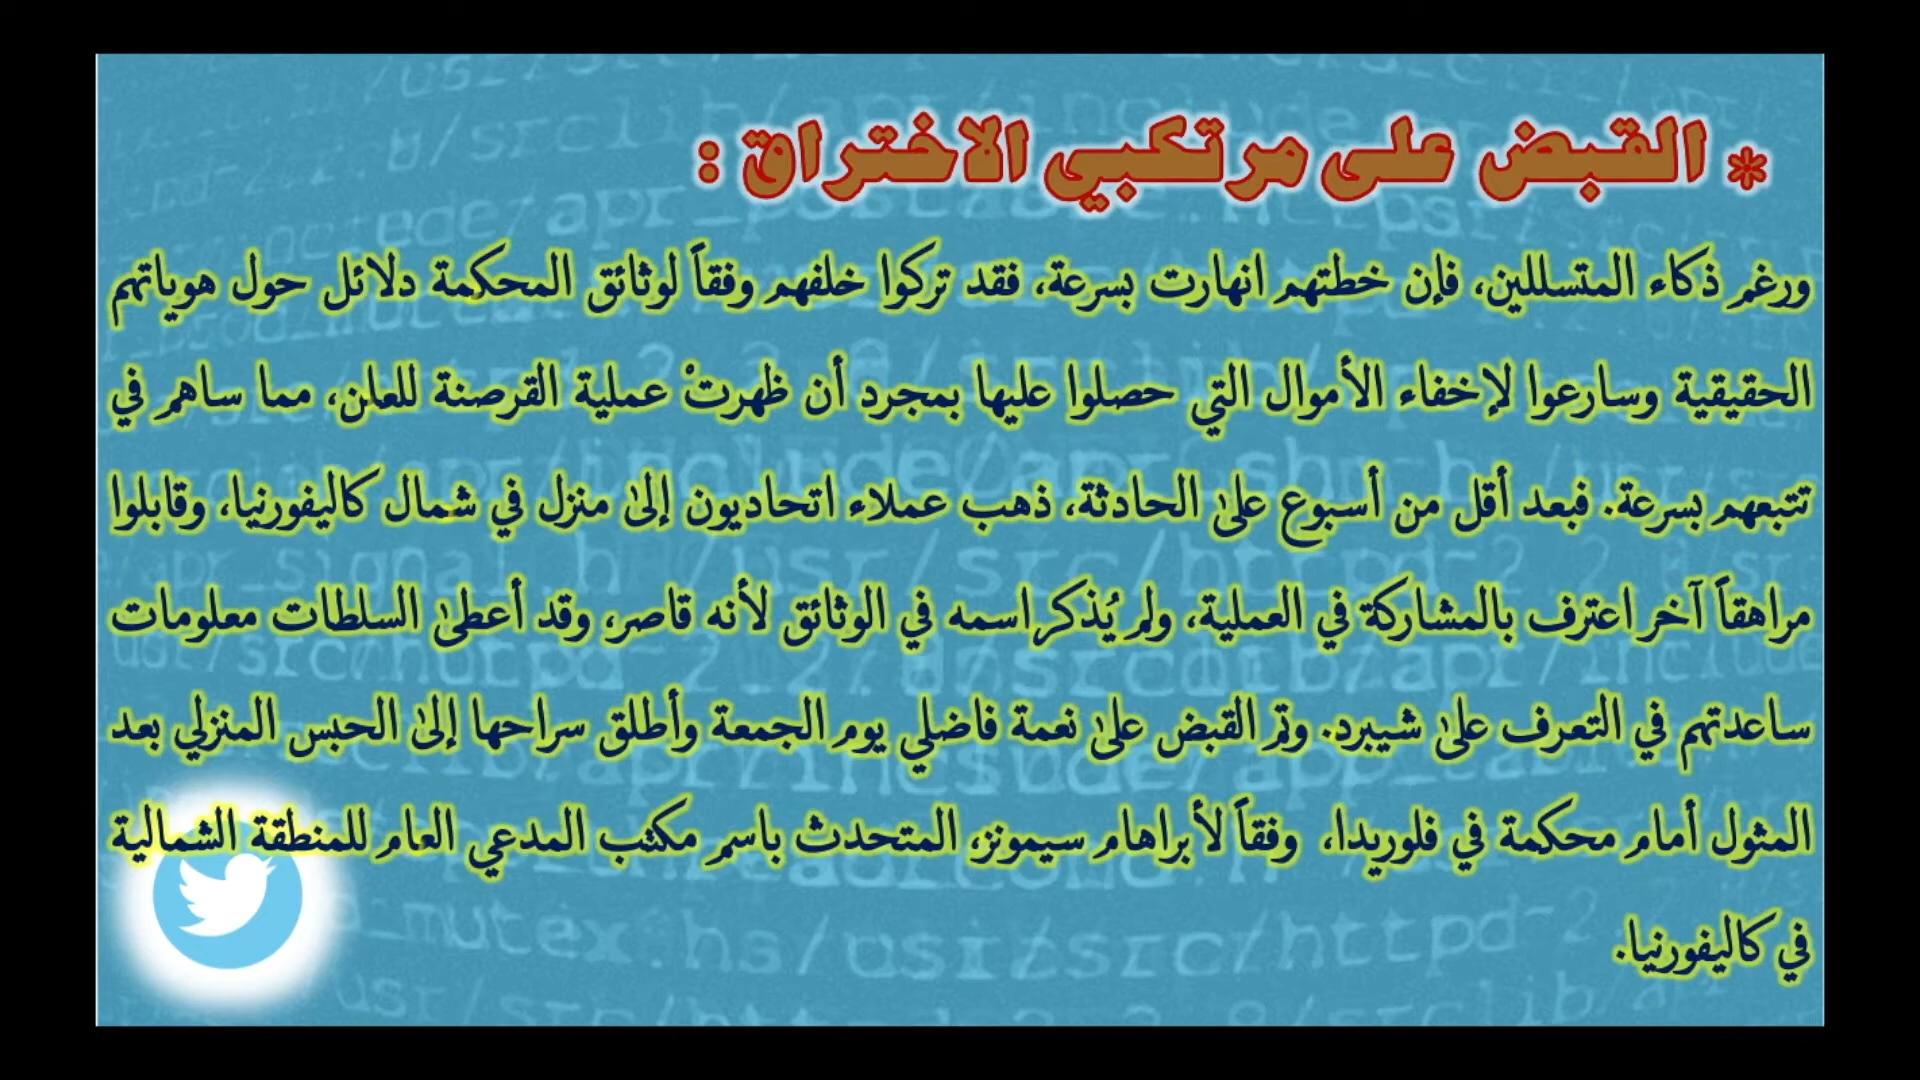 * القبض على مرتكبي الاختراق :
ورغم ذكاء المتسللين، فإن خطتهم انهارت بسرعة، فقد تركوا خلفهم وفقاً لوثائق المحكمة دلائل حول هوياتهم
الحقيقية وسارعوا لإخفاء الأموال التي حصلوا عليها بمجرد أن ظهرتْ عملية القرصنة للعلن، مما ساهم في
تتبعهم بسرعة. فبعد أقل من أسبوع على الحادثة، ذهب عملاء اتحاديون إلى منزل في شمال كاليفورنيا، وقابلوا
مراهقاً آخر اعترف بالمشاركة في العملية، ولم يُذكر اسمه في الوثائق لأنه قاصر، وقد أعطى السلطات معلومات
ساعدتهم في التعرف على شيبرد. وتم القبض على نعمة فاضلي يوم الجمعة وأطلق سراحها إلى الحبس المنزلي بعد
المثول أمام محكمة في فلوريدا، وفقاً لأبراهام سيمونز، المتحدث باسم مكتب المدعي العام للمنطقة الشمالية
في كاليفورنيا.